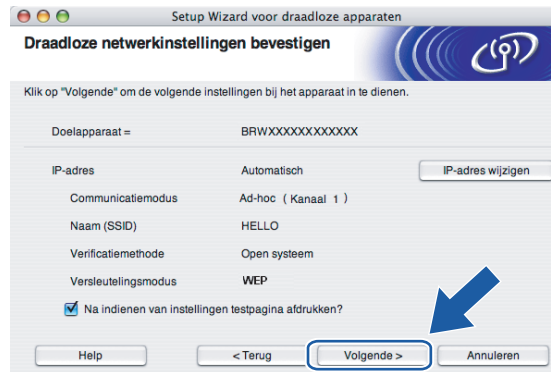 Setup Wizard voor draadloze apparaten
Draadloze netwerkinstellingen bevestigen
Klik op "Volgende" om de volgende instellingen bij het apparaat in te dienen.
Doelapparaat = BRWXXXXXXXXXXXX
IP-adres Automatisch IP-adres wijzigen
Communicatiemodus Ad-hoc ( Kanaal 1 )
Naam (SSID) HELLO
Verificatiemethode Open systeem
Versleutelingsmodus WEP
Na indienen van instellingen testpagina afdrukken?
Help < Terug Volgende > Annuleren